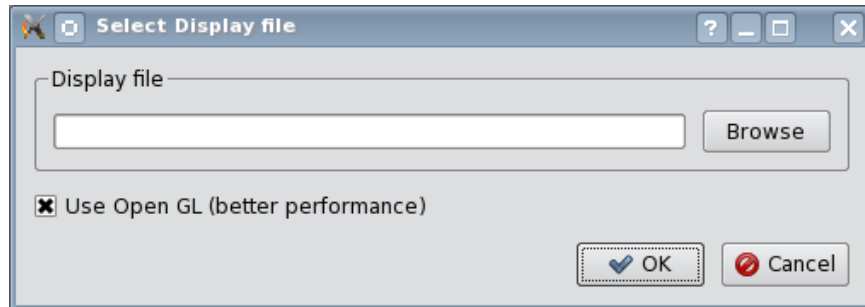 Select Display file
?
Display file
Browse
Use Open GL (better performance)
OK
Cancel